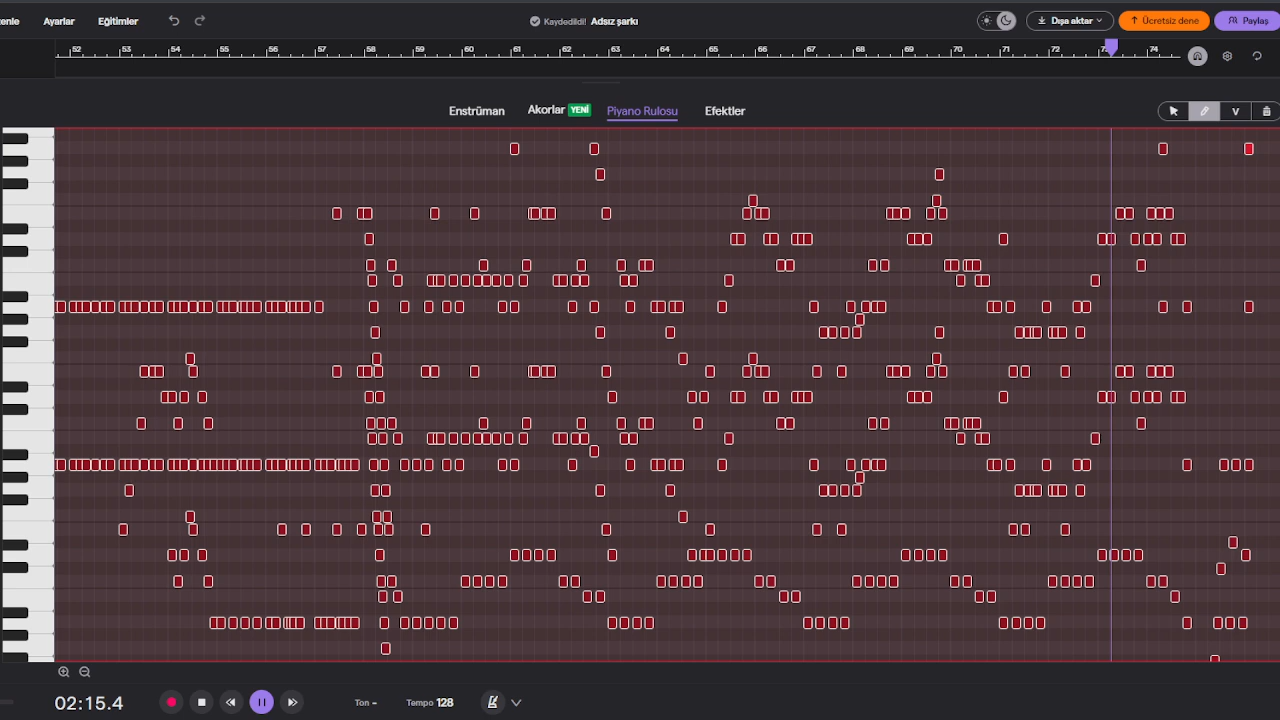 enle Ayarlar Eğitimler Kaydedildi! Adsız şarkı Dışa aktar Ücretsiz dene Paylaş
52 53 54 55 56 57 58 59 60 61 62 63 64 65 66 67 68 69 70 71 72 73 74
Enstrüman Akorlar YENİ Piyano Rulosu Efektler
V
02:15.4 Ton - Tempo 128